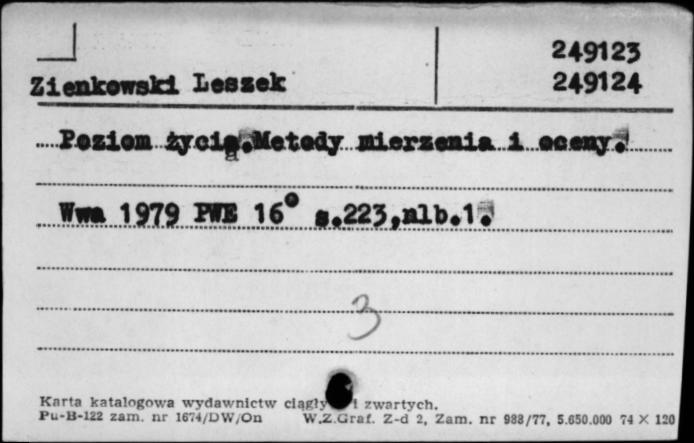 249123
Zienkowski Leszek 249124
Poziom życia.Metody mierzenia i oceny.
Wwa 1979 PWE 16° s.223,nlb.1.
3
Karta katalogowa wydawnictw i zwartych.
Pu-B-122 zam. nr 1674/DW/On W.Z.Graf. Z-d 2, Zam. nr 988/77, 5.650.000 74 X 120